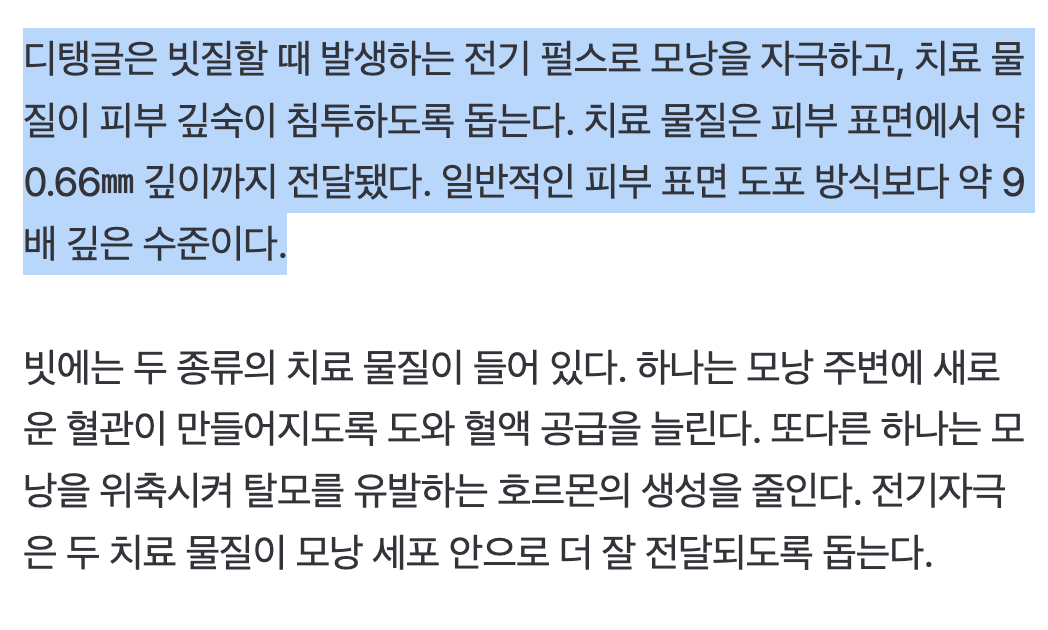 디탱글은 빗질할 때 발생하는 전기 펄스로 모낭을 자극하고, 치료 물
질이 피부 깊숙이 침투하도록 돕는다. 치료 물질은 피부 표면에서 약
0.66㎜ 깊이까지 전달됐다. 일반적인 피부 표면 도포 방식보다 약 9
배 깊은 수준이다.
빗에는 두 종류의 치료 물질이 들어 있다. 하나는 모낭 주변에 새로
운 혈관이 만들어지도록 도와 혈액 공급을 늘린다. 또다른 하나는 모
낭을 위축시켜 탈모를 유발하는 호르몬의 생성을 줄인다. 전기자극
은 두 치료 물질이 모낭 세포 안으로 더 잘 전달되도록 돕는다.